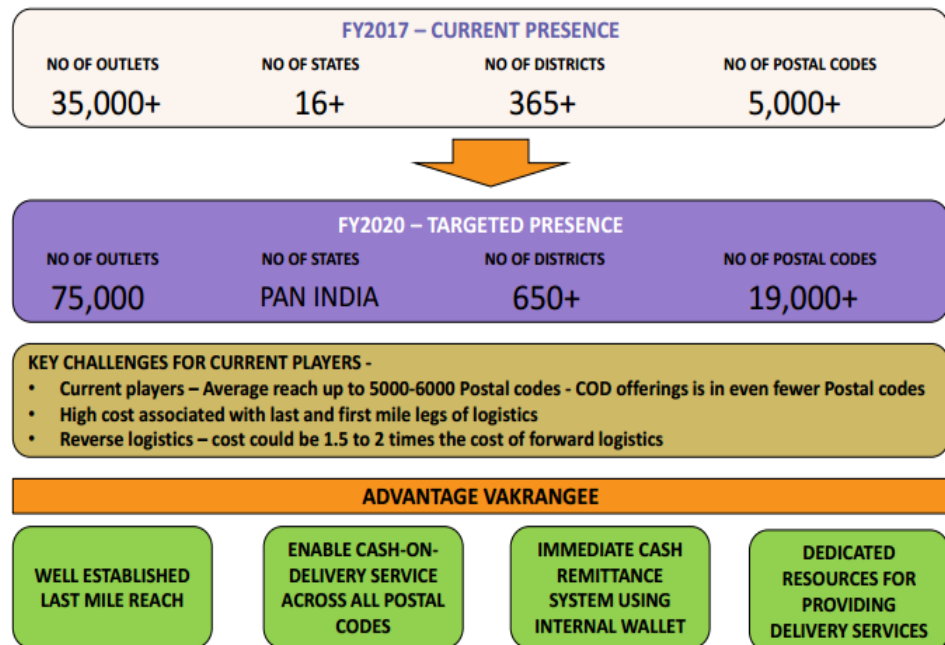 FY2017 – CURRENT PRESENCE
NO OF OUTLETS NO OF STATES NO OF DISTRICTS NO OF POSTAL CODES
35,000+ 16+ 365+ 5,000+
FY2020 – TARGETED PRESENCE
NO OF OUTLETS NO OF STATES NO OF DISTRICTS NO OF POSTAL CODES
75,000 PAN INDIA 650+ 19,000+
KEY CHALLENGES FOR CURRENT PLAYERS -
• Current players – Average reach up to 5000-6000 Postal codes - COD offerings is in even fewer Postal codes
• High cost associated with last and first mile legs of logistics
• Reverse logistics – cost could be 1.5 to 2 times the cost of forward logistics
ADVANTAGE VAKRANGEE
WELL ESTABLISHED
LAST MILE REACH
ENABLE CASH-ON-
DELIVERY SERVICE
ACROSS ALL POSTAL
CODES
IMMEDIATE CASH
REMITTANCE
SYSTEM USING
INTERNAL WALLET
DEDICATED
RESOURCES FOR
PROVIDING
DELIVERY SERVICES